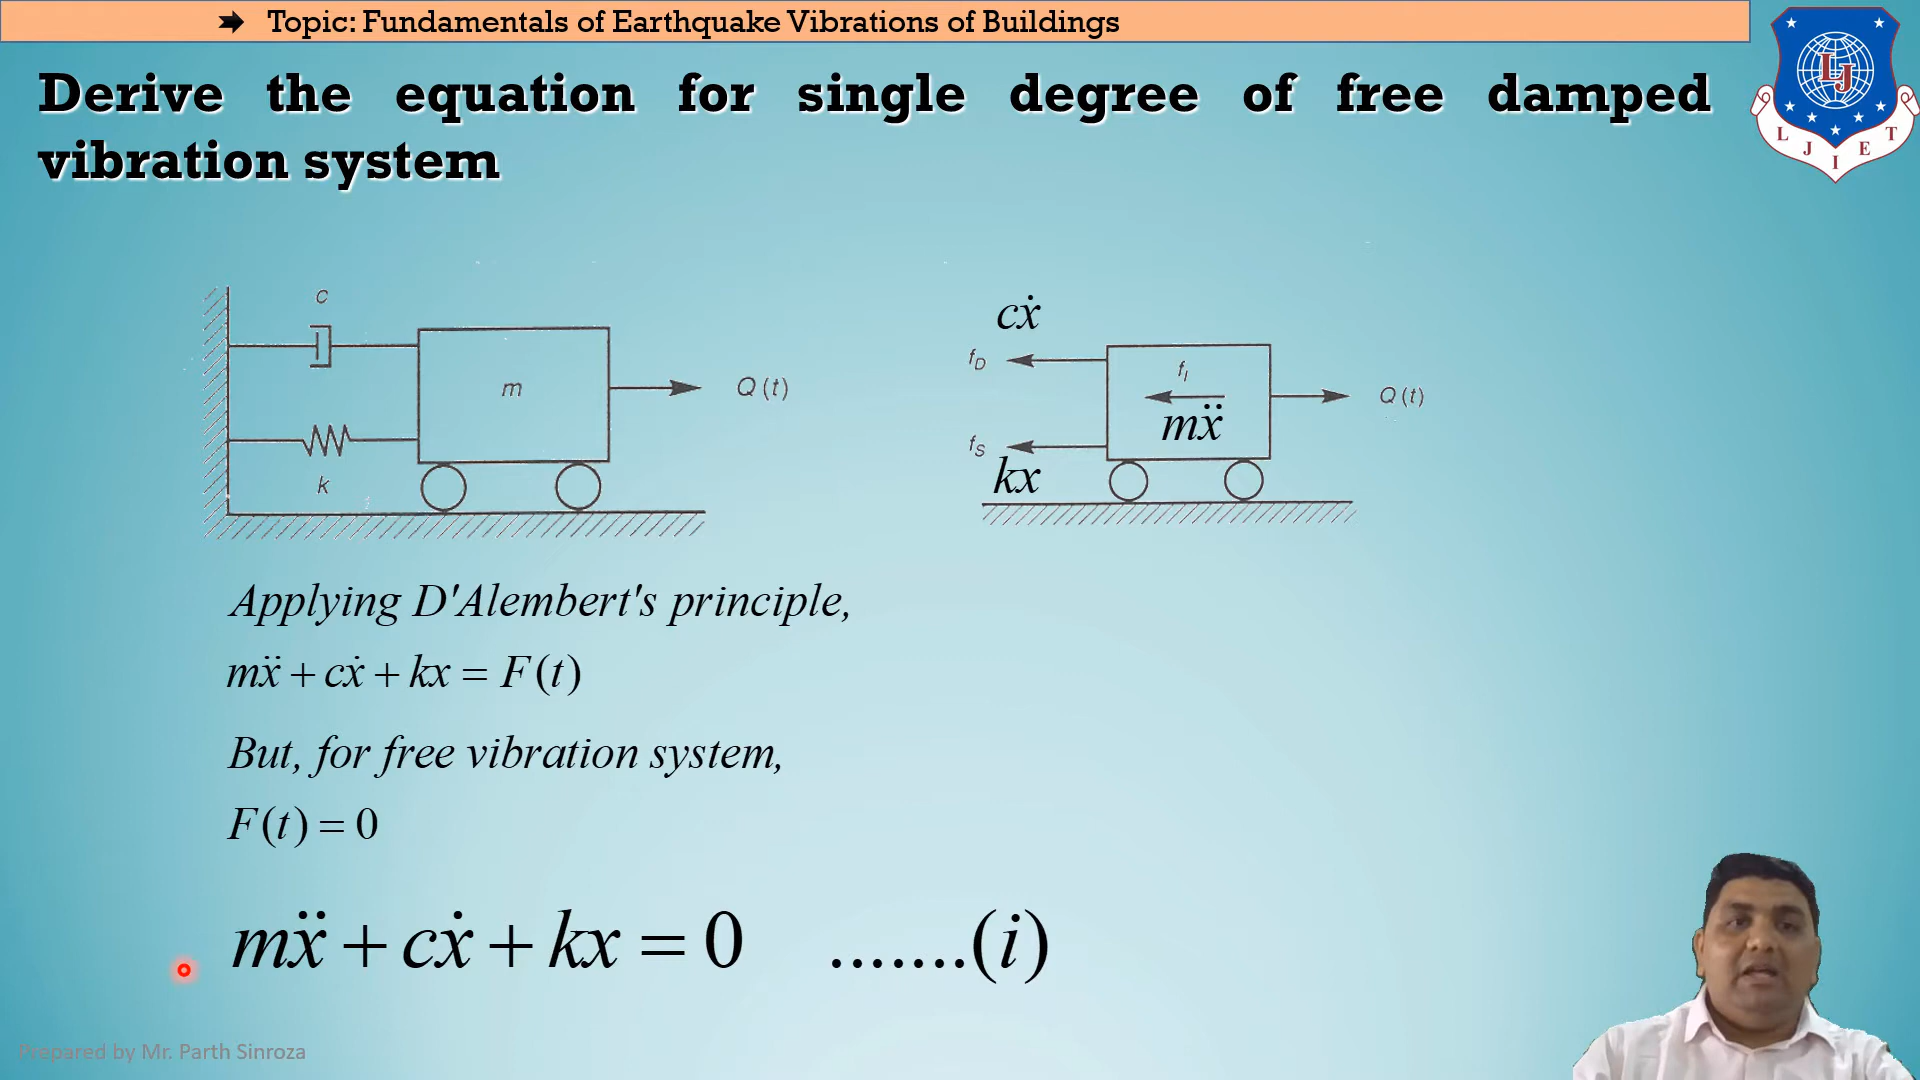 ➡ Topic: Fundamentals of Earthquake Vibrations of Buildings
Derive the equation for single degree of free damped
vibration system
LJ
L J I E T
c
m
Q (t)
k
cẋ
f_D
f_I
mẍ
Q (t)
f_S
kx
Applying D'Alembert's principle,
mẍ + cẋ + kx = F(t)
But, for free vibration system,
F(t) = 0
mẍ + cẋ + kx = 0 .......(i)
Prepared by Mr. Parth Sinroza